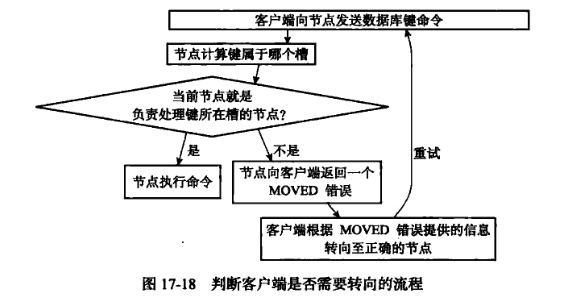 客户端向节点发送数据库键命令
节点计算键属于哪个槽
当前节点就是
负责处理键所在槽的节点?
是
不是
重试
节点执行命令
节点向客户端返回一个
MOVED 错误
客户端根据 MOVED 错误提供的信息
转向至正确的节点
图 17-18 判断客户端是否需要转向的流程